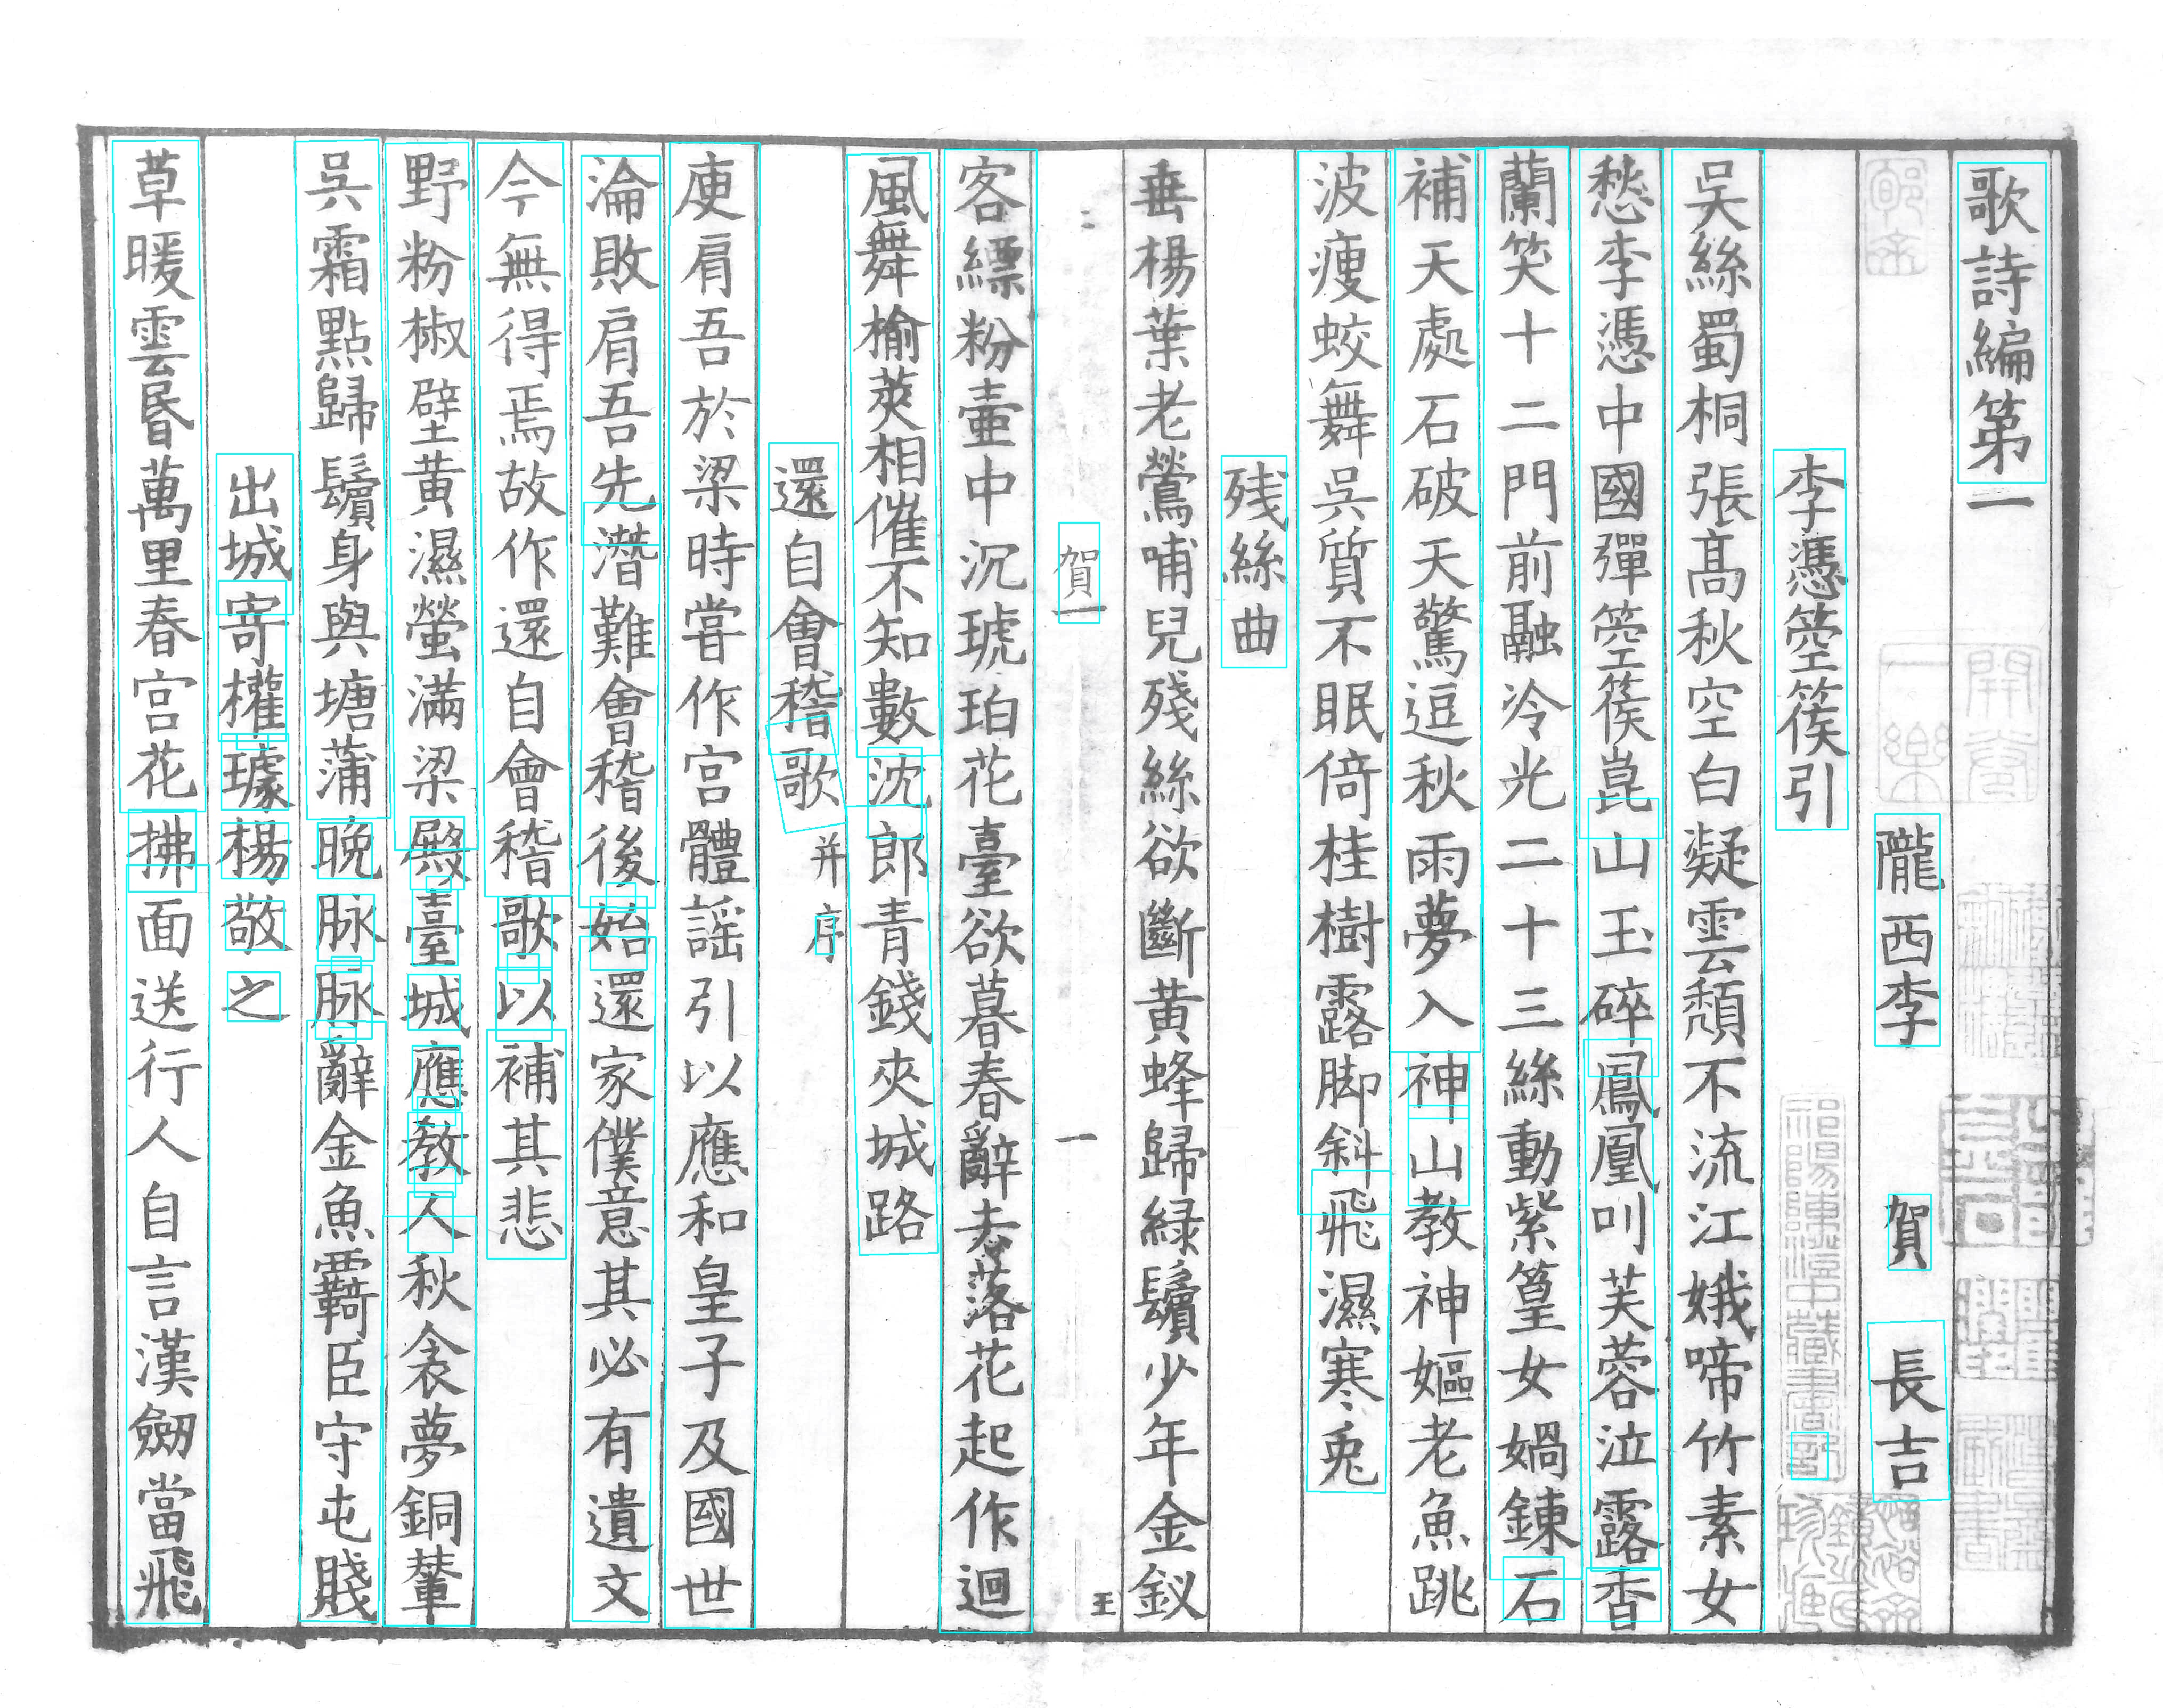 歌詩編第一
隴西李賀長吉
李憑箜篌引
吳絲蜀桐張髙秋空白凝雲頽不流江娥啼竹素女
愁李憑中國彈箜篌崑山玉碎鳳凰叫芙蓉泣露香
蘭笑十二門前融冷光二十三絲動紫篁女媧鍊石
補天處石破天驚逗秋雨夢入神山教神嫗老魚跳
波瘦蛟舞吳質不眠倚桂樹露脚斜飛濕寒兎
残絲曲
垂楊葉老鶯哺兒殘絲欲斷黄蜂歸緑鬢少年金釵
賀一
一
王
客縹粉壷中沉琥珀花臺欲暮春辭去落花起作迴
風舞榆莢相催不知數沈郎青錢夾城路
還自會稽歌并序
庾肩吾於梁時甞作宫體謡引以應和皇子及國世
淪敗肩吾先潛難會稽後始還家僕意其必有遺文
今無得焉故作還自會稽歌以補其悲
野粉椒壁黄濕螢滿梁殿臺城應教人秋衾夢銅輦
吳霜點歸鬢身與塘蒲晚脉脉辭金魚覊臣守屯賤
出城寄權璩楊敬之
草暖雲昬萬里春宫花拂面送行人自言漢劒當飛